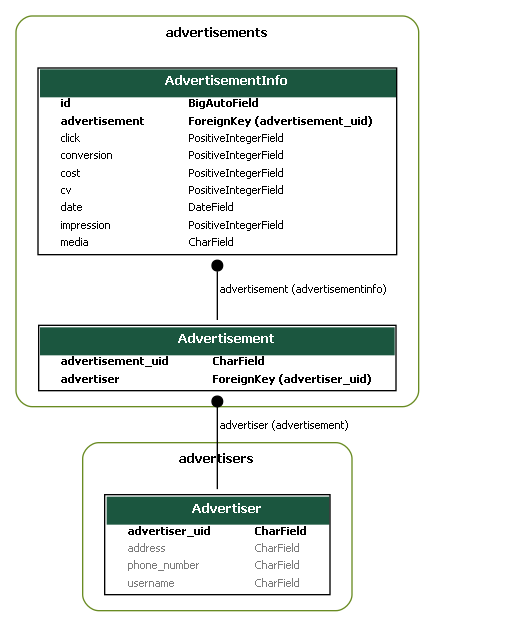 advertisements
AdvertisementInfo
id BigAutoField
advertisement ForeignKey (advertisement_uid)
click PositiveIntegerField
conversion PositiveIntegerField
cost PositiveIntegerField
cv PositiveIntegerField
date DateField
impression PositiveIntegerField
media CharField
advertisement (advertisementinfo)
Advertisement
advertisement_uid CharField
advertiser ForeignKey (advertiser_uid)
advertiser (advertisement)
advertisers
Advertiser
advertiser_uid CharField
address CharField
phone_number CharField
username CharField